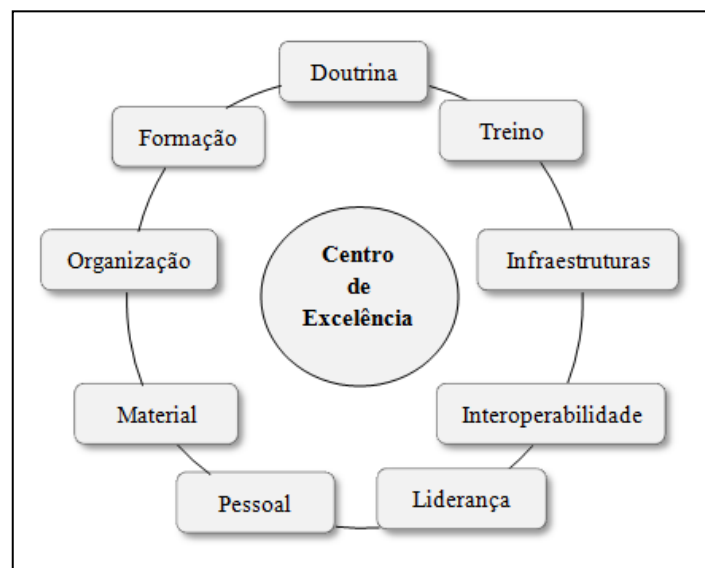 Doutrina
Treino
Formação
Organização
Centro
de
Excelência
Infraestruturas
Material
Interoperabilidade
Pessoal
Liderança